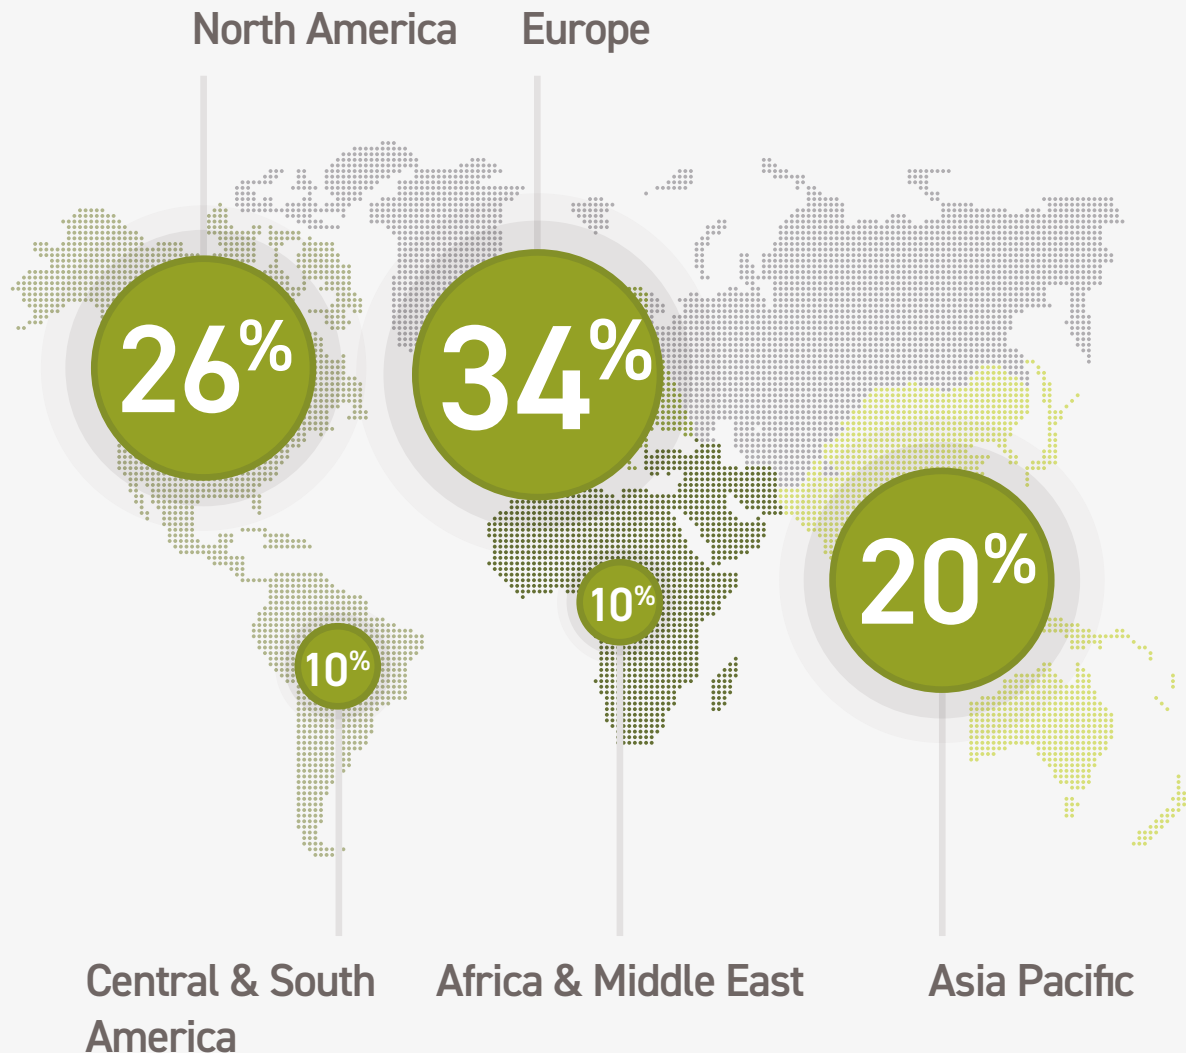 North America
Europe
26%
34%
20%
10%
10%
Central & South
America
Africa & Middle East
Asia Pacific